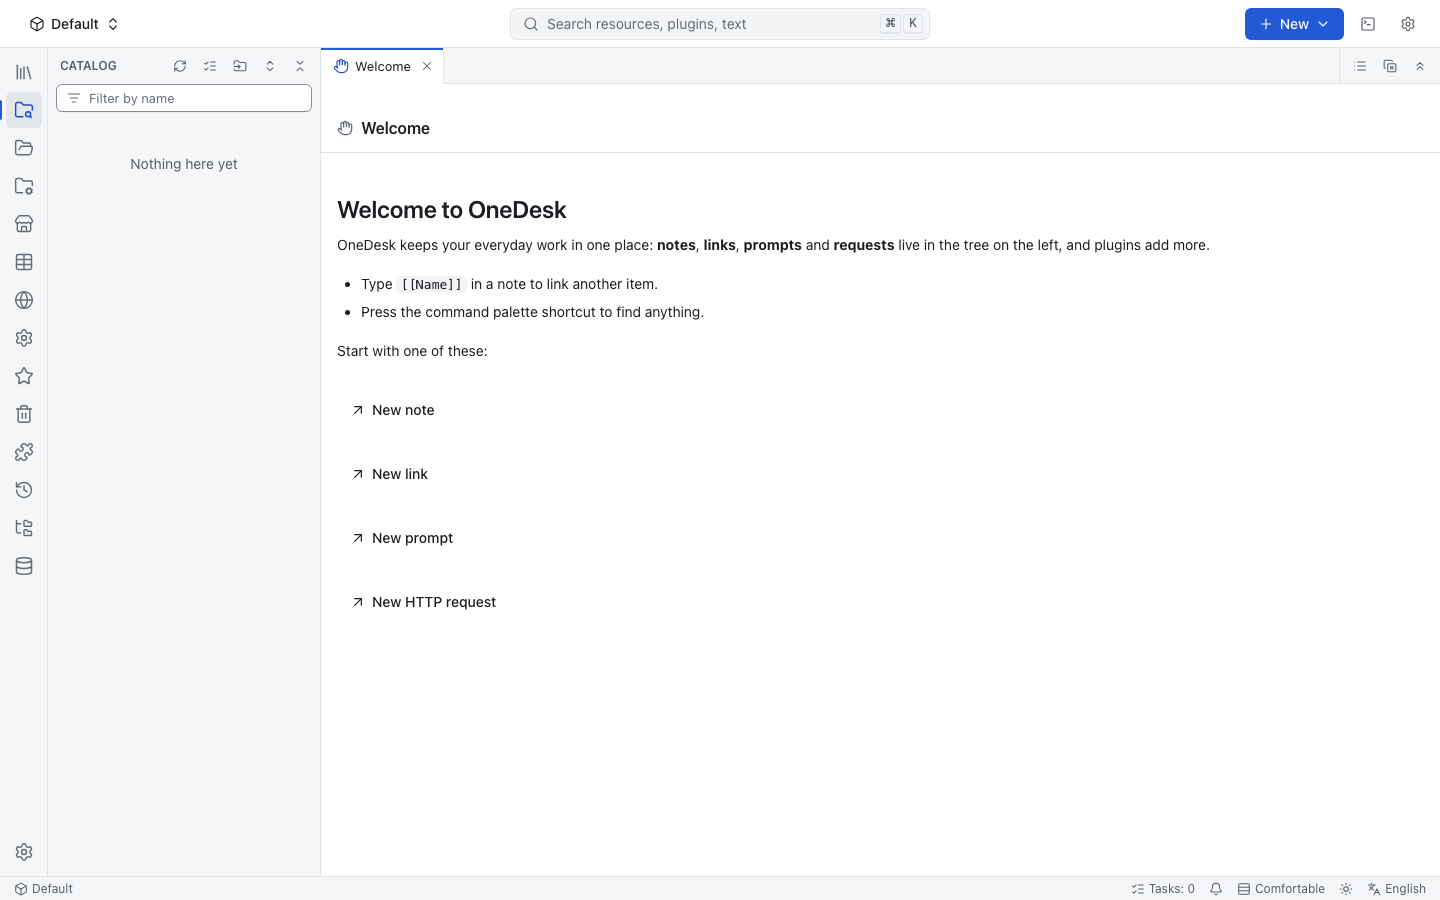 Default
Search resources, plugins, text
⌘ K
New
CATALOG
Filter by name
Nothing here yet
Welcome
Welcome
Welcome to OneDesk
OneDesk keeps your everyday work in one place: notes, links, prompts and requests live in the tree on the left, and plugins add more.
Type [[Name]] in a note to link another item.
Press the command palette shortcut to find anything.
Start with one of these:
New note
New link
New prompt
New HTTP request
Default
Tasks: 0
Comfortable
English